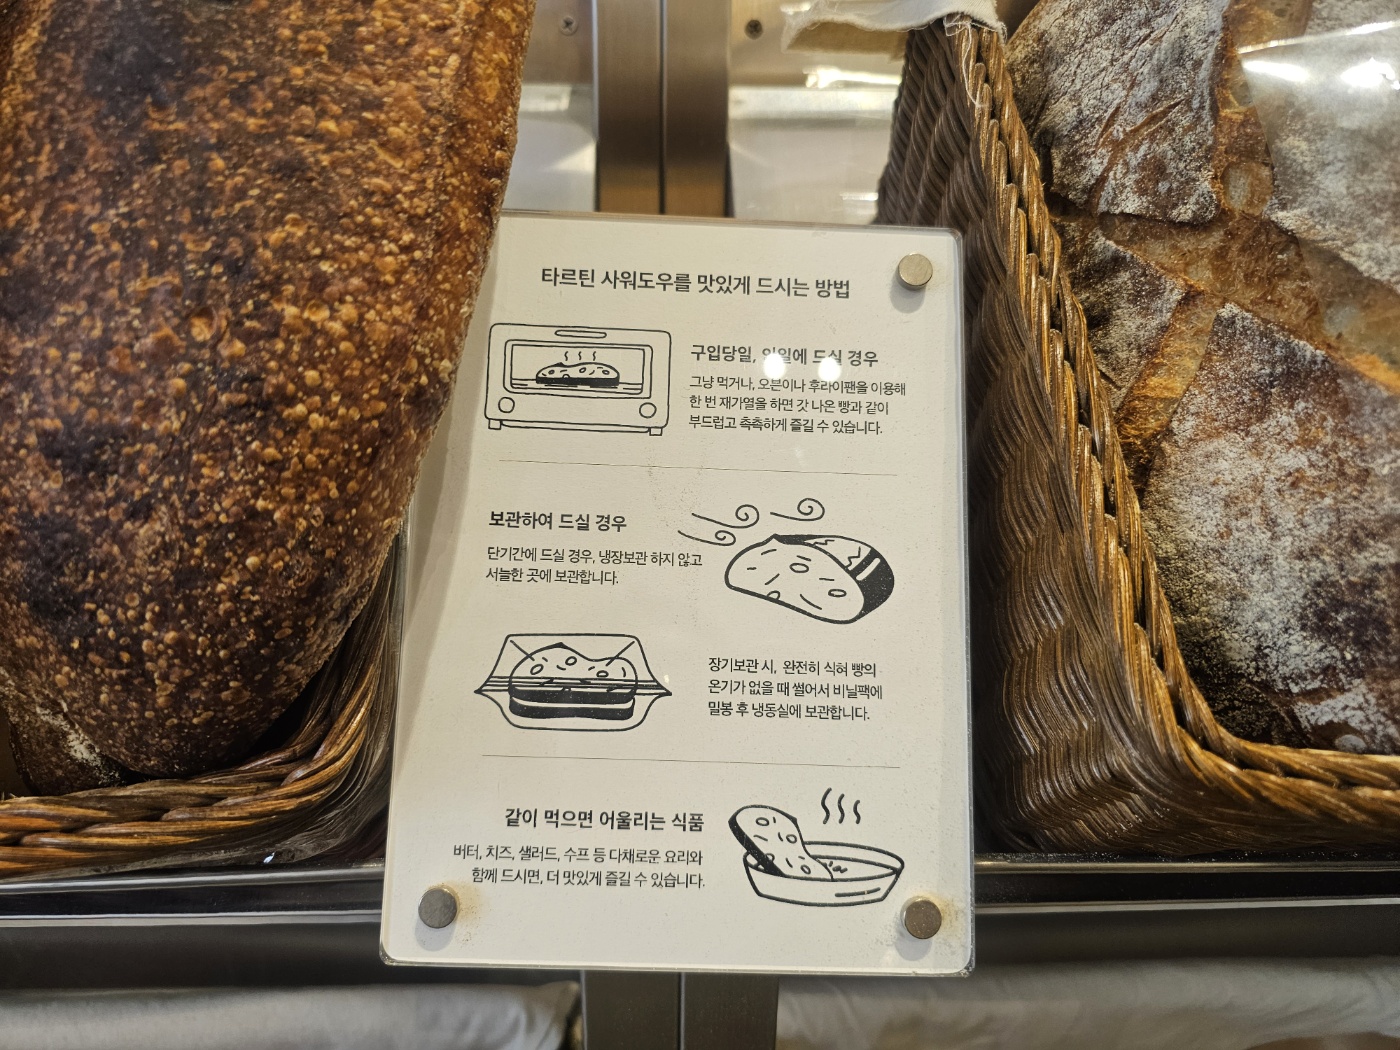 타르틴 사워도우를 맛있게 드시는 방법
구입당일, 익일에 드실 경우
그냥 먹거나, 오븐이나 후라이팬을 이용해
한 번 재가열을 하면 갓 나온 빵과 같이
부드럽고 촉촉하게 즐길 수 있습니다.
보관하여 드실 경우
단기간에 드실 경우, 냉장보관 하지 않고
서늘한 곳에 보관합니다.
장기보관 시, 완전히 식혀 빵의
온기가 없을 때 썰어서 비닐팩에
밀봉 후 냉동실에 보관합니다.
같이 먹으면 어울리는 식품
버터, 치즈, 샐러드, 수프 등 다채로운 요리와
함께 드시면, 더 맛있게 즐길 수 있습니다.